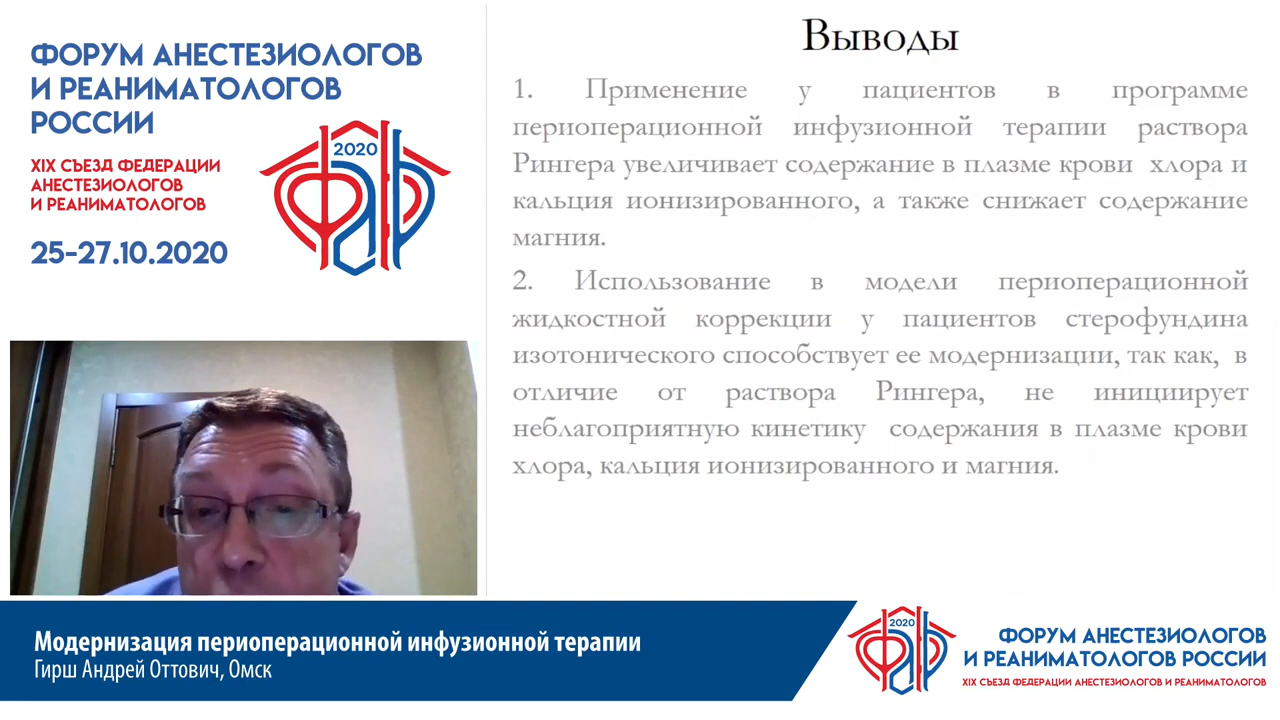 ФОРУМ АНЕСТЕЗИОЛОГОВ
И РЕАНИМАТОЛОГОВ
РОССИИ
XIX СЪЕЗД ФЕДЕРАЦИИ
АНЕСТЕЗИОЛОГОВ
И РЕАНИМАТОЛОГОВ
25-27.10.2020
2020
ФАР
Выводы
1. Применение у пациентов в программе
периоперационной инфузионной терапии раствора
Рингера увеличивает содержание в плазме крови хлора и
кальция ионизированного, а также снижает содержание
магния.
2. Использование в модели периоперационной
жидкостной коррекции у пациентов стерофундина
изотонического способствует ее модернизации, так как, в
отличие от раствора Рингера, не инициирует
неблагоприятную кинетику содержания в плазме крови
хлора, кальция ионизированного и магния.
Модернизация периоперационной инфузионной терапии
Гирш Андрей Оттович, Омск
2020
ФАР
ФОРУМ АНЕСТЕЗИОЛОГОВ
И РЕАНИМАТОЛОГОВ РОССИИ
XIX СЪЕЗД ФЕДЕРАЦИИ АНЕСТЕЗИОЛОГОВ И РЕАНИМАТОЛОГОВ